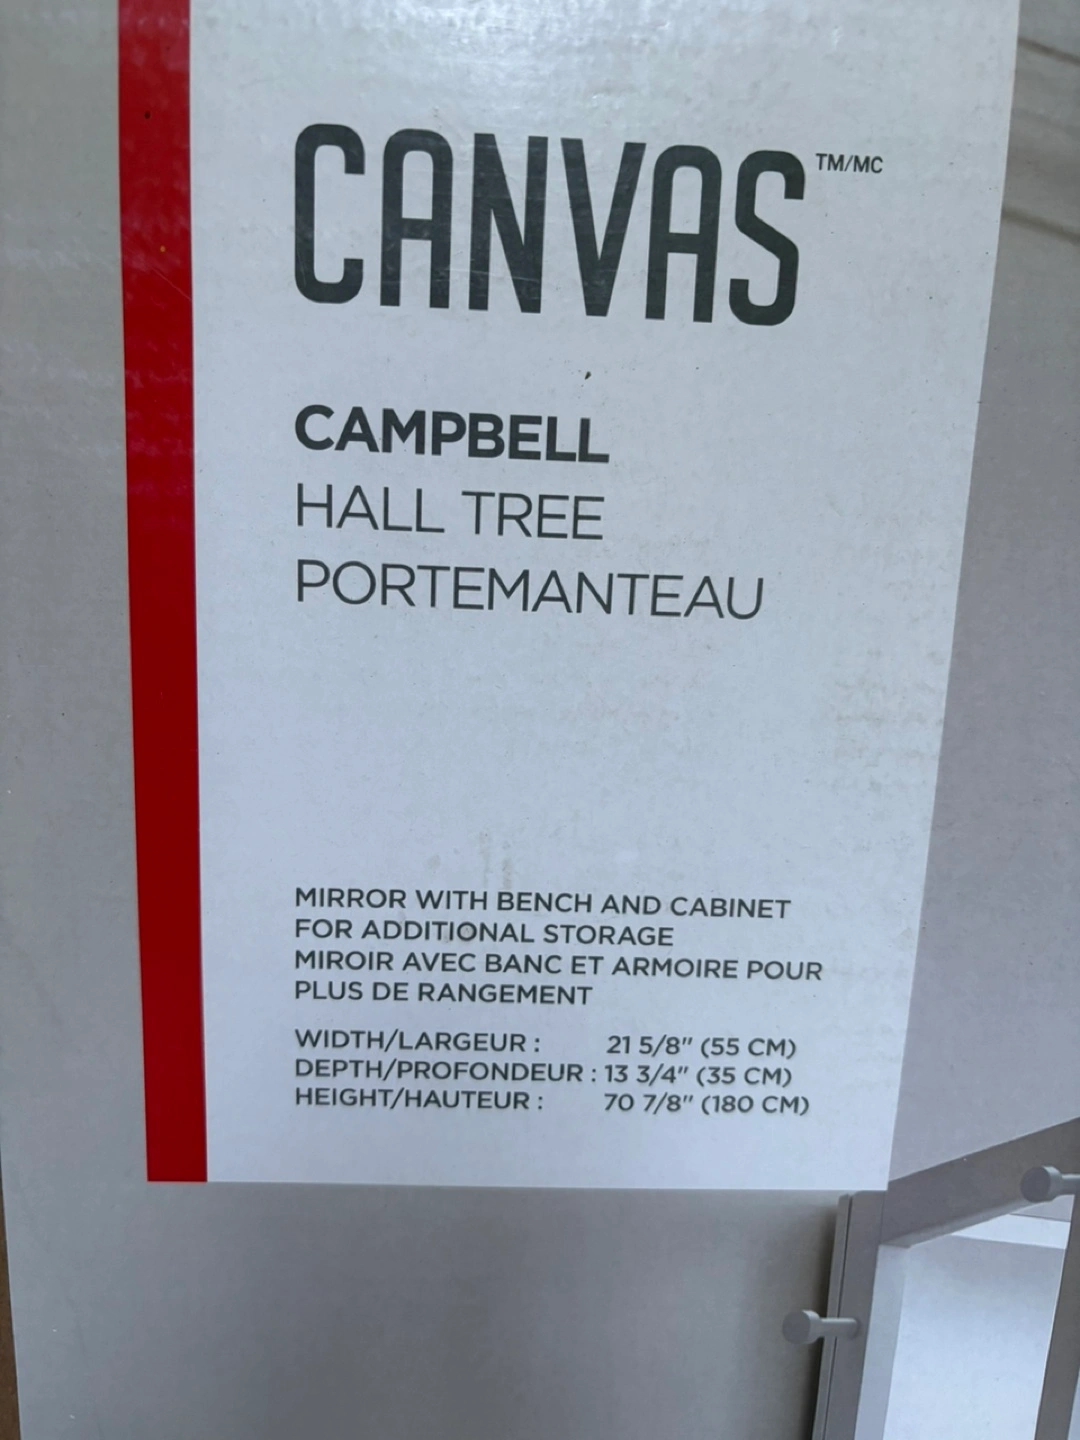 CANVAS TM/MC
CAMPBELL
HALL TREE
PORTEMANTEAU
MIRROR WITH BENCH AND CABINET
FOR ADDITIONAL STORAGE
MIROIR AVEC BANC ET ARMOIRE POUR
PLUS DE RANGEMENT
WIDTH/LARGEUR : 21 5/8" (55 CM)
DEPTH/PROFONDEUR : 13 3/4" (35 CM)
HEIGHT/HAUTEUR : 70 7/8" (180 CM)